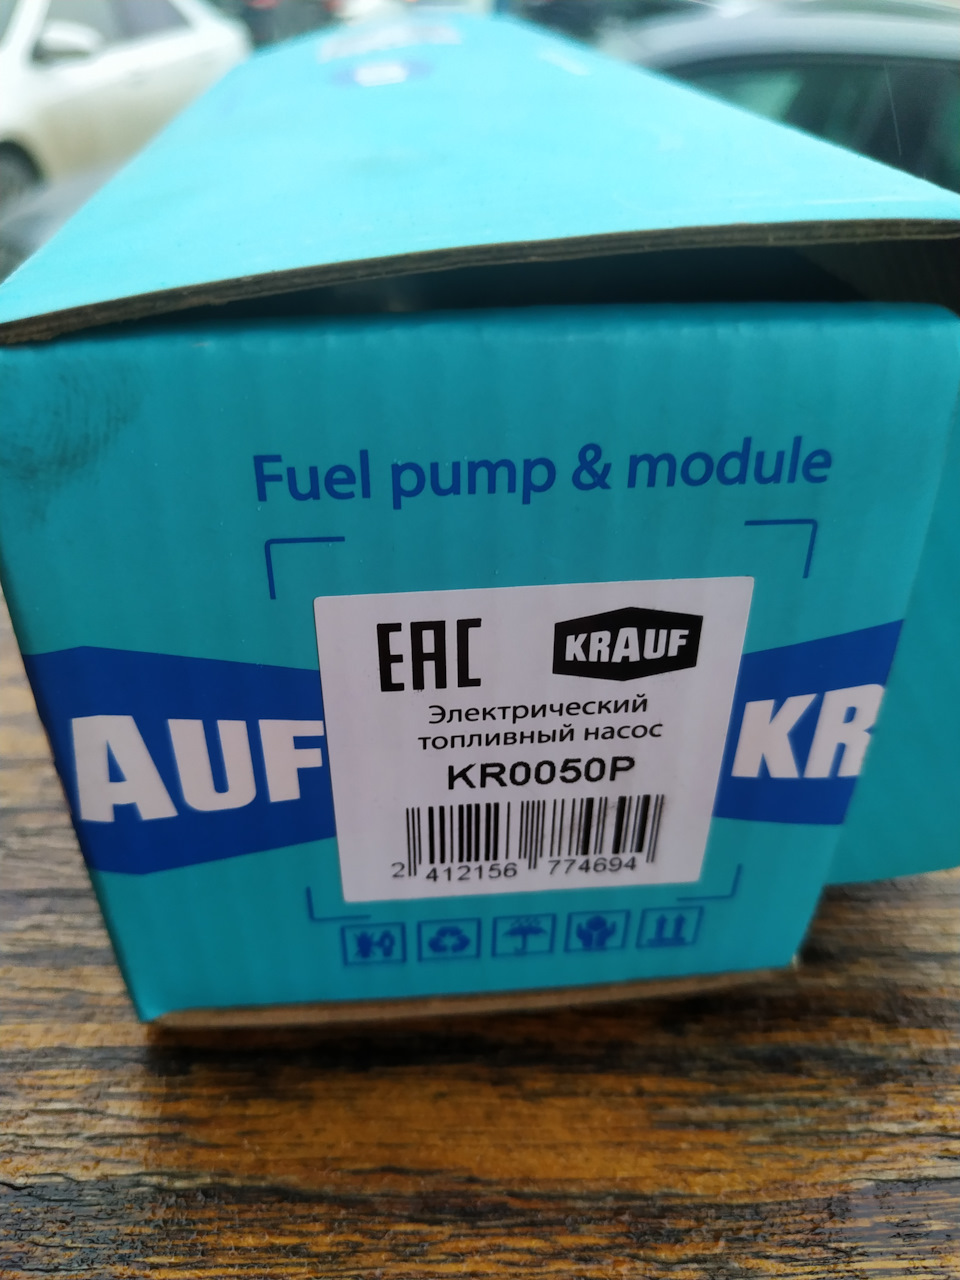 Fuel pump & module
EAC KRAUF
AUF
KR
Электрический
топливный насос
KR0050P
2 412156 774694